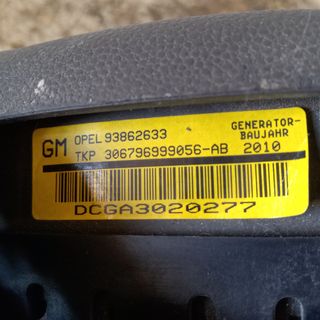 GM OPEL 93862633 GENERATOR-
BAUJAHR
TKP 306796999056-AB 2010
DCGA3020277